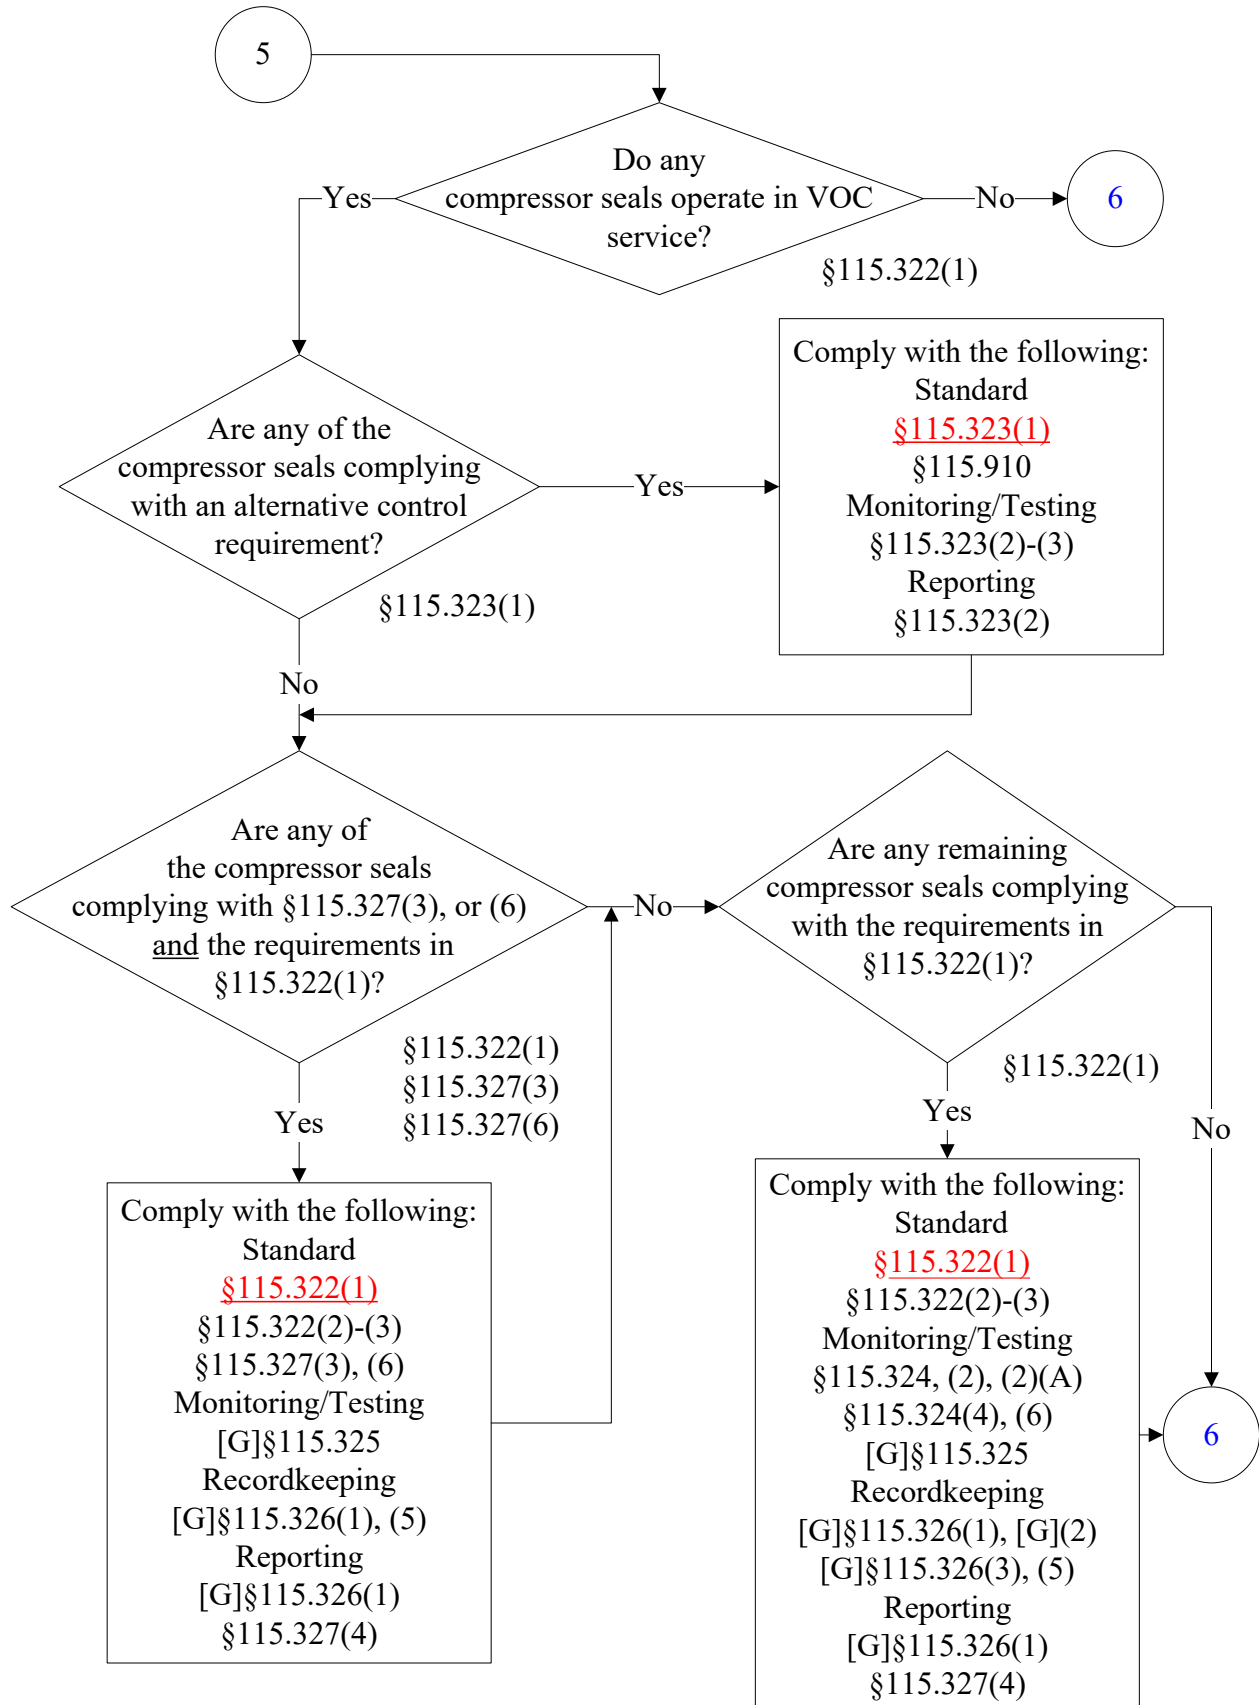 5
Do any
compressor seals operate in VOC
service?
Yes
No
6
§115.322(1)
Are any of the
compressor seals complying
with an alternative control
requirement?
Yes
§115.323(1)
No
Comply with the following:
Standard
§115.323(1)
§115.910
Monitoring/Testing
§115.323(2)-(3)
Reporting
§115.323(2)
Are any of
the compressor seals
complying with §115.327(3), or (6)
and the requirements in
§115.322(1)?
No
§115.322(1)
§115.327(3)
§115.327(6)
Yes
Comply with the following:
Standard
§115.322(1)
§115.322(2)-(3)
§115.327(3), (6)
Monitoring/Testing
[G]§115.325
Recordkeeping
[G]§115.326(1), (5)
Reporting
[G]§115.326(1)
§115.327(4)
Are any remaining
compressor seals complying
with the requirements in
§115.322(1)?
§115.322(1)
Yes
No
Comply with the following:
Standard
§115.322(1)
§115.322(2)-(3)
Monitoring/Testing
§115.324, (2), (2)(A)
§115.324(4), (6)
[G]§115.325
Recordkeeping
[G]§115.326(1), [G](2)
[G]§115.326(3), (5)
Reporting
[G]§115.326(1)
§115.327(4)
6